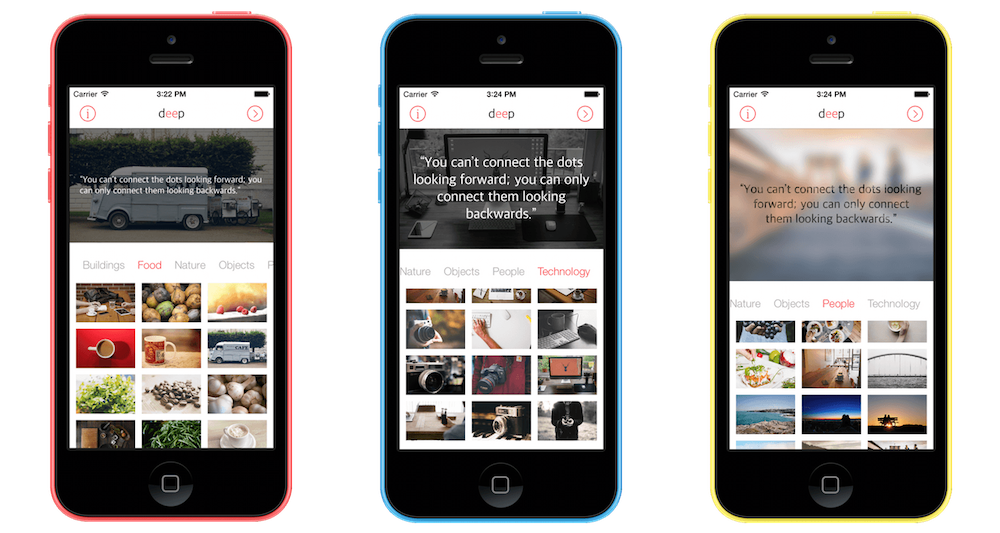 Carrier 3:22 PM
deep
“You can’t connect the dots looking forward; you
can only connect them looking backwards.”
Buildings Food Nature Objects P
CAFE
Carrier 3:24 PM
deep
“You can’t connect the dots
looking forward; you can only
connect them looking
backwards.”
Nature Objects People Technology
Carrier 3:24 PM
deep
“You can’t connect the dots looking
forward; you can only connect
them looking backwards.”
Nature Objects People Technology